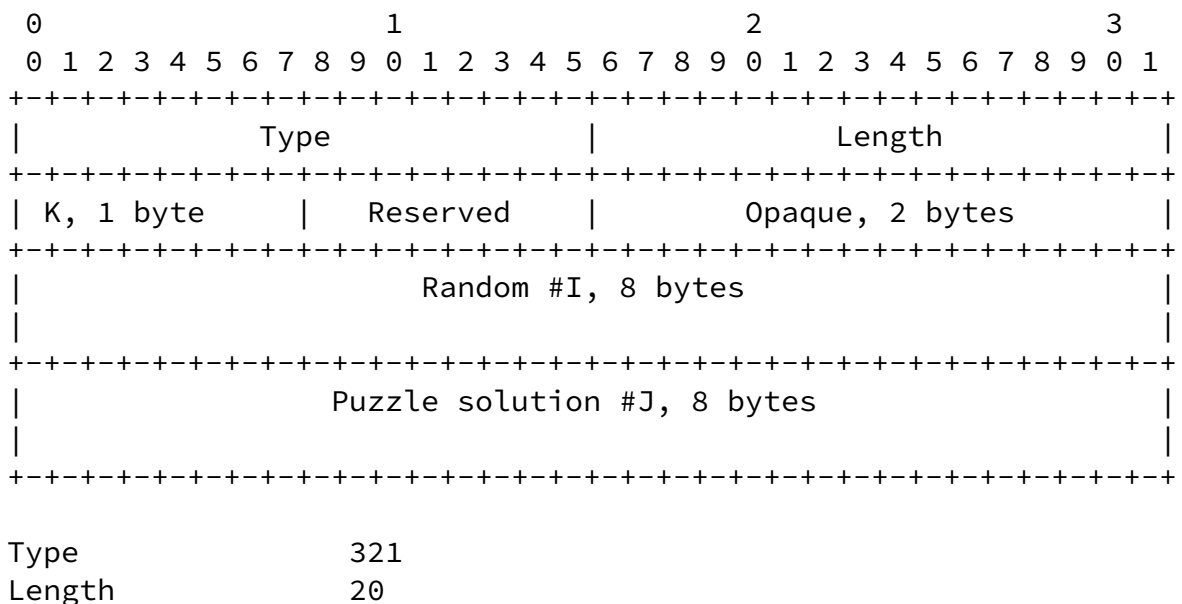 0                   1                   2                   3
 0 1 2 3 4 5 6 7 8 9 0 1 2 3 4 5 6 7 8 9 0 1 2 3 4 5 6 7 8 9 0 1
+-+-+-+-+-+-+-+-+-+-+-+-+-+-+-+-+-+-+-+-+-+-+-+-+-+-+-+-+-+-+-+-+
|             Type              |             Length            |
+-+-+-+-+-+-+-+-+-+-+-+-+-+-+-+-+-+-+-+-+-+-+-+-+-+-+-+-+-+-+-+-+
| K, 1 byte     |   Reserved    |        Opaque, 2 bytes        |
+-+-+-+-+-+-+-+-+-+-+-+-+-+-+-+-+-+-+-+-+-+-+-+-+-+-+-+-+-+-+-+-+
|                      Random #I, 8 bytes                       |
|                                                               |
+-+-+-+-+-+-+-+-+-+-+-+-+-+-+-+-+-+-+-+-+-+-+-+-+-+-+-+-+-+-+-+-+
|                 Puzzle solution #J, 8 bytes                   |
|                                                               |
+-+-+-+-+-+-+-+-+-+-+-+-+-+-+-+-+-+-+-+-+-+-+-+-+-+-+-+-+-+-+-+-+

Type               321
Length             20